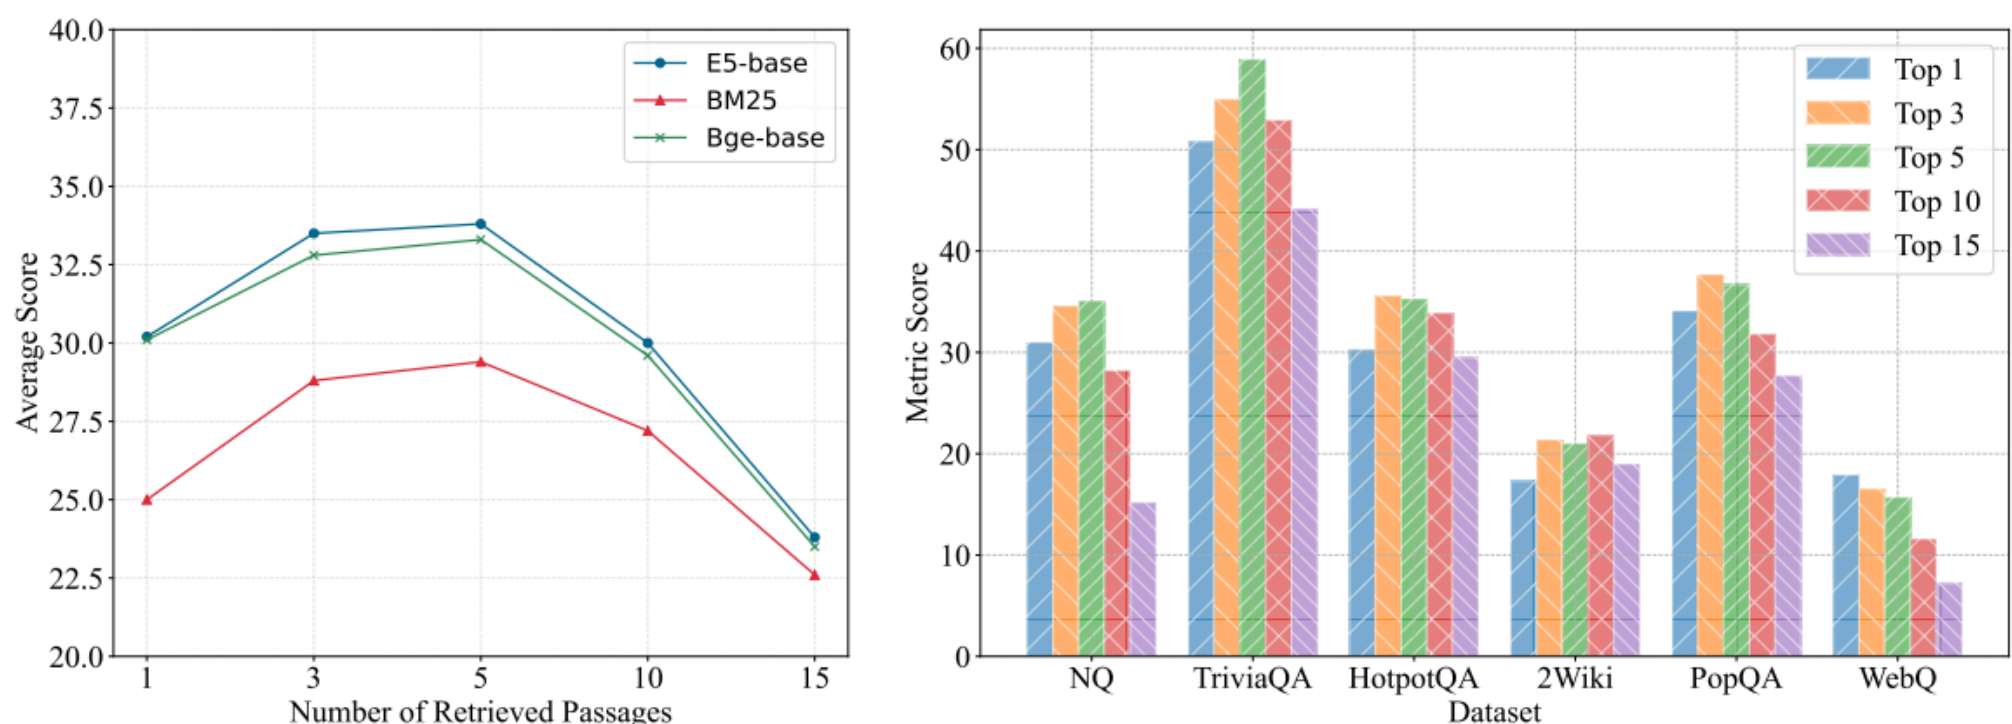 40.0
37.5
35.0
32.5
30.0
27.5
25.0
22.5
20.0
Average Score
E5-base
BM25
Bge-base
1 3 5 10 15
Number of Retrieved Passages
60
50
40
30
20
10
0
Metric Score
Top 1
Top 3
Top 5
Top 10
Top 15
NQ TriviaQA HotpotQA 2Wiki PopQA WebQ
Dataset